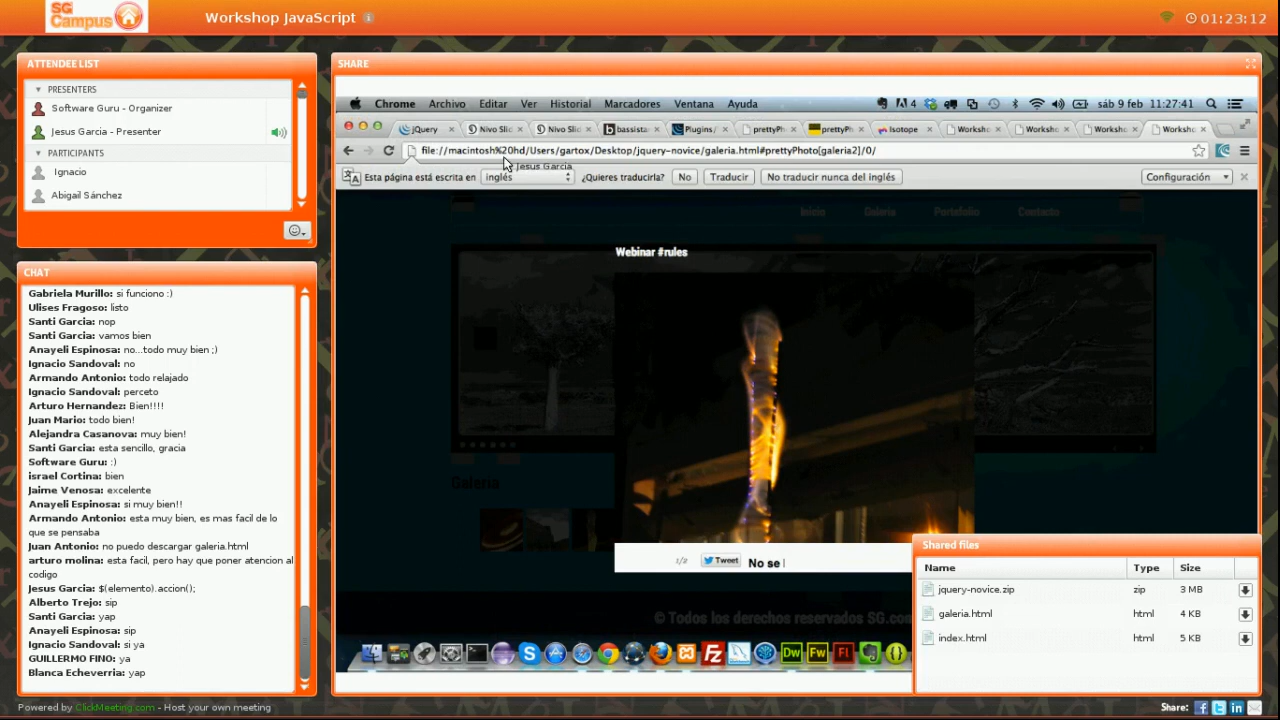 SG Campus
Workshop JavaScript
01:23:12
ATTENDEE LIST
PRESENTERS
Software Guru - Organizer
Jesus Garcia - Presenter
PARTICIPANTS
Ignacio
Abigail Sánchez
CHAT
Gabriela Murillo: si funciono :)
Ulises Fragoso: listo
Santi Garcia: nop
Santi Garcia: vamos bien
Anayeli Espinosa: no...todo muy bien ;)
Ignacio Sandoval: no
Armando Antonio: todo relajado
Ignacio Sandoval: perceto
Arturo Hernandez: Bien!!!!
Juan Mario: todo bien!
Alejandra Casanova: muy bien!
Santi Garcia: esta sencillo, gracia
Software Guru: :)
israel Cortina: bien
Jaime Venosa: excelente
Anayeli Espinosa: si muy bien!!
Armando Antonio: esta muy bien, es mas facil de lo
que se pensaba
Juan Antonio: no puedo descargar galeria.html
arturo molina: esta facil, pero hay que poner atencion al
codigo
Jesus Garcia: $(elemento).accion();
Alberto Trejo: sip
Santi Garcia: yap
Anayeli Espinosa: sip
Ignacio Sandoval: si ya
GUILLERMO FINO: ya
Blanca Echeverria: yap
SHARE
Chrome Archivo Editar Ver Historial Marcadores Ventana Ayuda 4 sáb 9 feb 11:27:41
jQuery Nivo Slid Nivo Slid bassista Plugins / prettyPh prettyPh Isotope Worksho Worksho Worksho Worksho
file://macintosh%20hd/Users/gartox/Desktop/jquery-novice/galeria.html#prettyPhoto[galeria2]/0/
Jesus Garcia
Esta página está escrita en inglés ¿Quieres traducirla? No Traducir No traducir nunca del inglés Configuración
Inicio Galeria Portafolio Contacto
Webinar #rules
Galeria
1/2 Tweet No se
© Todos los derechos reservados SG.com
Dw Fw Fl
Shared files
Name Type Size
jquery-novice.zip zip 3 MB
galeria.html html 4 KB
index.html html 5 KB
Powered by ClickMeeting.com - Host your own meeting
Share: